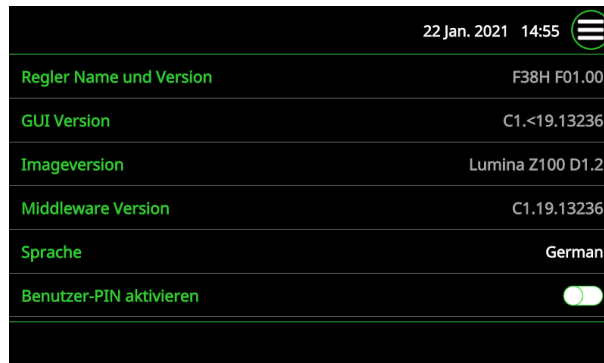 22 Jan. 2021 14:55
Regler Name und Version F38H F01.00
GUI Version C1.<19.13236
Imageversion Lumina Z100 D1.2
Middleware Version C1.19.13236
Sprache German
Benutzer-PIN aktivieren